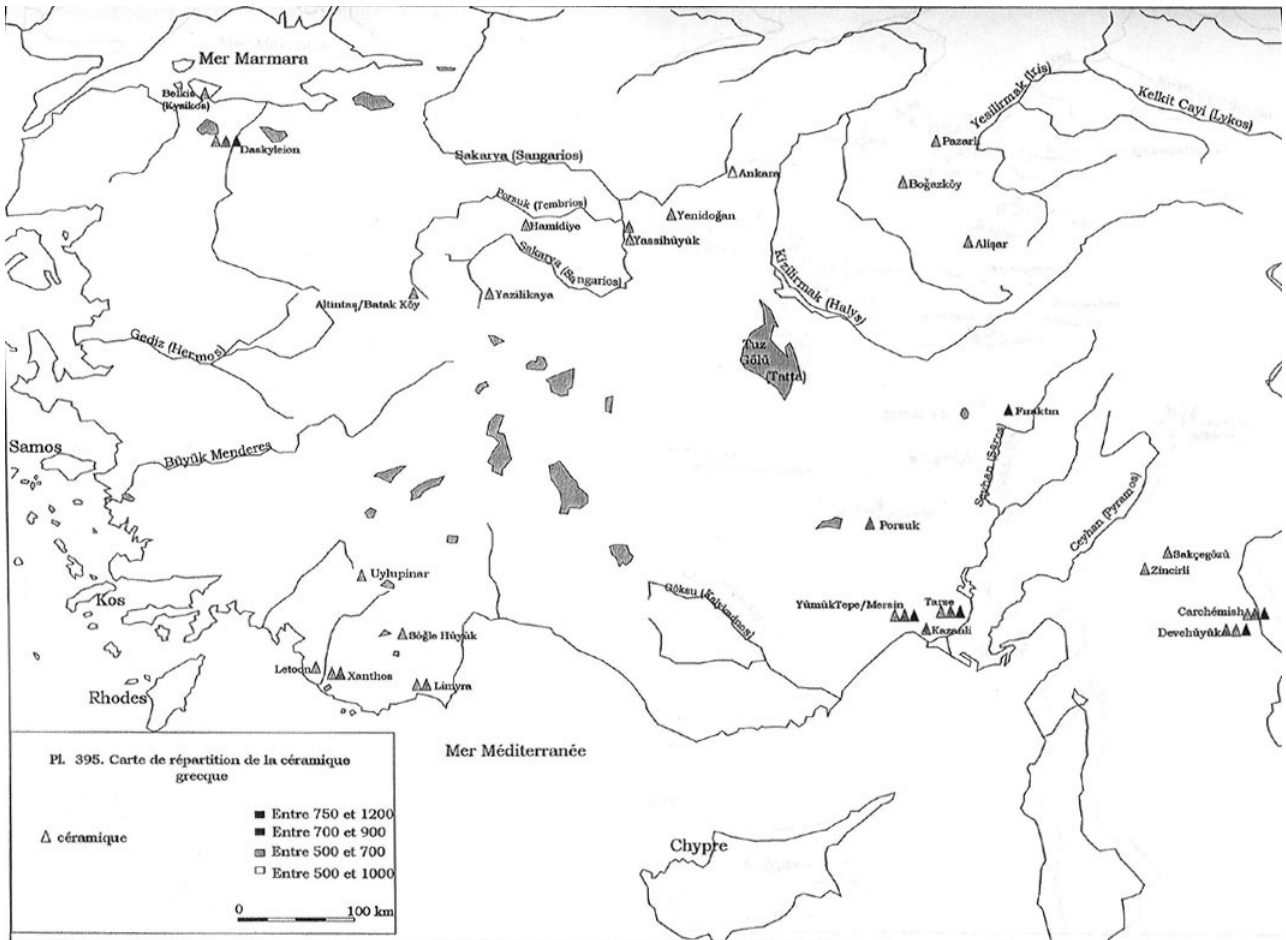 Mer Marmara
Belkis
(Kyzikos)
Daskyleion
Sakarya (Sangarios)
Ankara
Yesilirmak (Iris)
Kelkit Cayi (Lykos)
Pazarli
Boğazköy
Alişar
Porsuk (Tembrios)
Hamidiye
Yenidoğan
Yassihüyük
Sakarya (Sangarios)
Altıntaş/Batak Köy
Yazilikaya
Kizilirmak (Halys)
Gediz (Hermos)
Tuz
Gölü
(Tatta)
Fıraktın
Samos
Büyük Menderes
Seyhan (Saros)
Ceyhan (Pyramos)
Porsuk
Sakçegözü
Zincirli
Uylupinar
Kos
Göksu (Kalykadnos)
YümükTepe/Mersin
Tarse
Kazanli
Carchémish
Devehüyük
Söğle Hüyük
Letoon
Xanthos
Limyra
Rhodes
Mer Méditerranée
Chypre
Pl. 395. Carte de répartition de la céramique
grecque
céramique
Entre 750 et 1200
Entre 700 et 900
Entre 500 et 700
Entre 500 et 1000
0 100 km